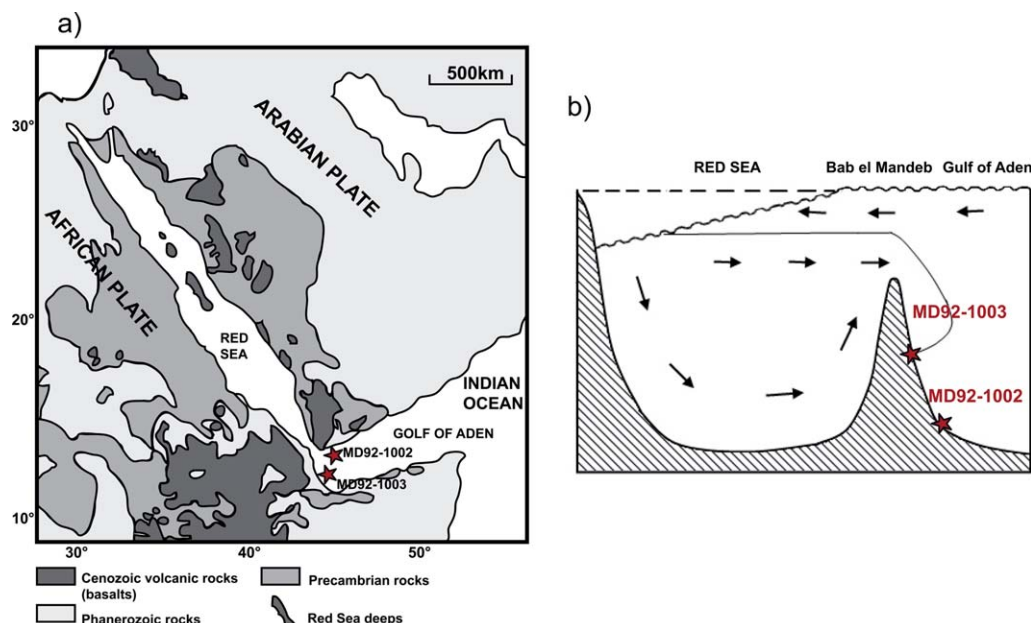 a)
500km
30°
ARABIAN PLATE
AFRICAN PLATE
20°
RED
SEA
INDIAN
OCEAN
GOLF OF ADEN
MD92-1002
MD92-1003
10°
30°
40°
50°
Cenozoic volcanic rocks
(basalts)
Precambrian rocks
Phanerozoic rocks
Red Sea deeps
b)
RED SEA
Bab el Mandeb
Gulf of Aden
MD92-1003
MD92-1002